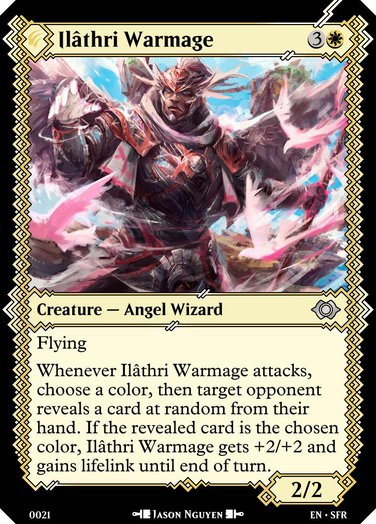 Ilâthri Warmage 3
Creature — Angel Wizard
Flying
Whenever Ilâthri Warmage attacks,
choose a color, then target opponent
reveals a card at random from their
hand. If the revealed card is the chosen
color, Ilâthri Warmage gets +2/+2 and
gains lifelink until end of turn.
2/2
0021 Jason Nguyen EN • SFR